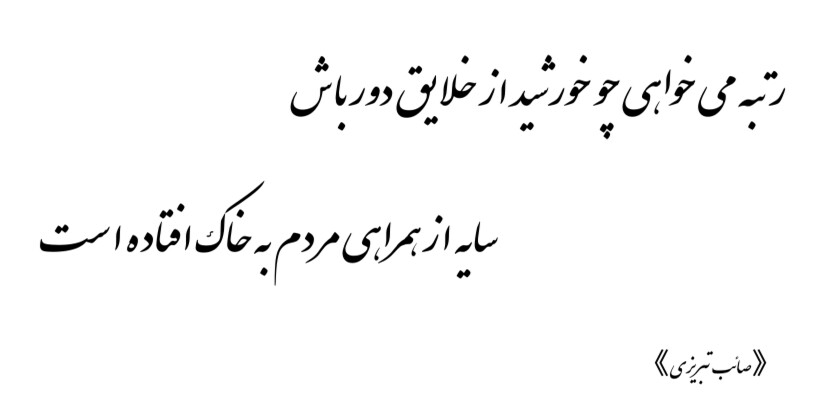 رتبه می خواهی چو خورشید از خلایق دور باش
سایه از همراهی مردم به خاک افتاده است
《صائب تبریزی》